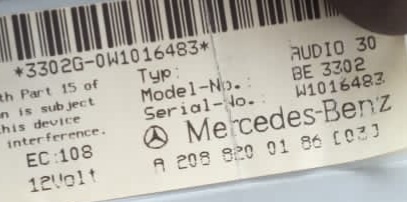 *3302G-0W1016483*
th Part 15 of
n is subject
this device
interference.
EC:108
12Volt
Typ: AUDIO 30
Model-No.: BE 3302
Serial-No.: W1016483
Mercedes-Benz
A 208 820 01 86 [03]